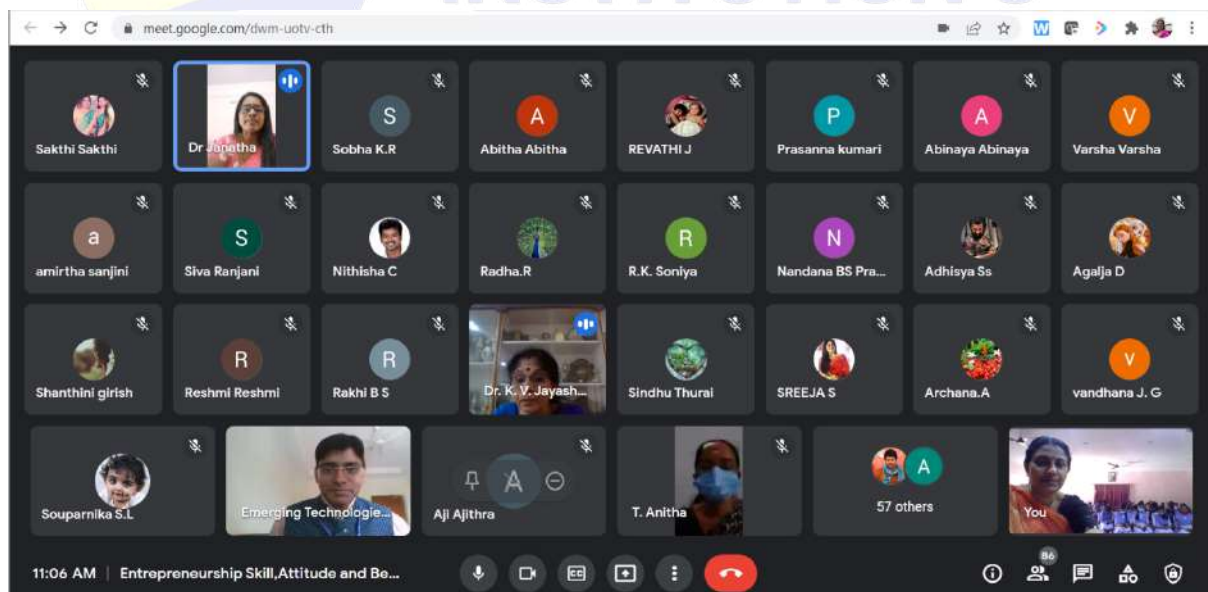 meet.google.com/dwm-uotv-cth
Sakthi Sakthi
Dr Janatha
S
Sobha K.R
A
Abitha Abitha
REVATHI J
P
Prasanna kumari
A
Abinaya Abinaya
V
Varsha Varsha
a
amirtha sanjini
S
Siva Ranjani
Nithisha C
Radha.R
R
R.K. Soniya
N
Nandana BS Pra...
Adhisya Ss
Agalja D
Shanthini girish
R
Reshmi Reshmi
R
Rakhi B S
Dr. K. V. Jayash...
Sindhu Thurai
SREEJA S
Archana.A
v
vandhana J. G
Souparnika S.L
Emerging Technologie...
A
Aji Ajithra
T. Anitha
A
57 others
You
11:06 AM | Entrepreneurship Skill,Attitude and Be...
CC
86